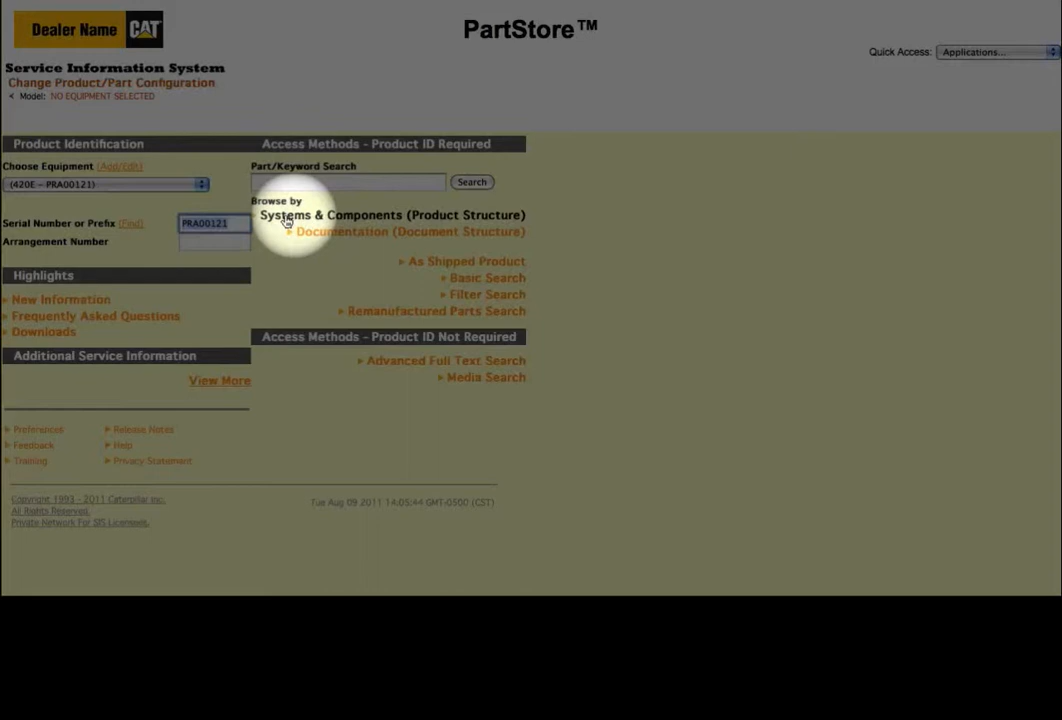 Dealer Name CAT
PartStore™
Quick Access: Applications...
Service Information System
Change Product/Part Configuration
< Model: NO EQUIPMENT SELECTED
Product Identification
Choose Equipment (Add/Edit)
(420E - PRA00121)
Serial Number or Prefix (Find) PRA00121
Arrangement Number
Highlights
New Information
Frequently Asked Questions
Downloads
Additional Service Information
View More
Access Methods - Product ID Required
Part/Keyword Search
Search
Browse by
Systems & Components (Product Structure)
Documentation (Document Structure)
As Shipped Product
Basic Search
Filter Search
Remanufactured Parts Search
Access Methods - Product ID Not Required
Advanced Full Text Search
Media Search
Preferences Release Notes
Feedback Help
Training Privacy Statement
Copyright 1993 - 2011 Caterpillar Inc.
All Rights Reserved.
Private Network For SIS Licensees.
Tue Aug 09 2011 14:05:44 GMT-0500 (CST)